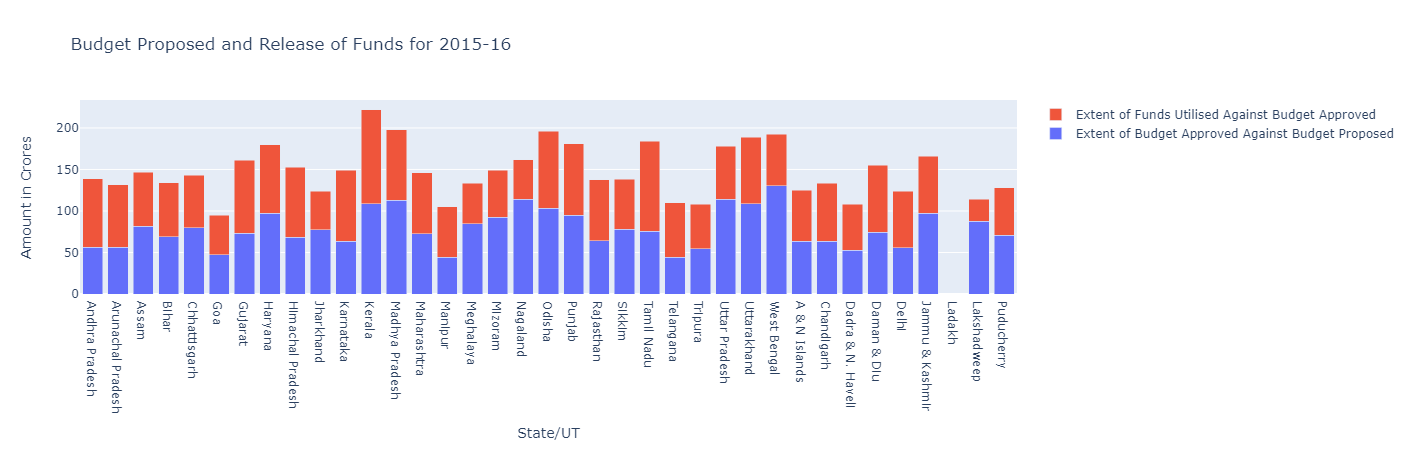 Budget Proposed and Release of Funds for 2015-16
Extent of Funds Utilised Against Budget Approved
Extent of Budget Approved Against Budget Proposed
Amount in Crores
200
150
100
50
0
Andhra Pradesh
Arunachal Pradesh
Assam
Bihar
Chhattisgarh
Goa
Gujarat
Haryana
Himachal Pradesh
Jharkhand
Karnataka
Kerala
Madhya Pradesh
Maharashtra
Manipur
Meghalaya
Mizoram
Nagaland
Odisha
Punjab
Rajasthan
Sikkim
Tamil Nadu
Telangana
Tripura
Uttar Pradesh
Uttarakhand
West Bengal
A & N Islands
Chandigarh
Dadra & N. Haveli
Daman & Diu
Delhi
Jammu & Kashmir
Ladakh
Lakshadweep
Puducherry
State/UT